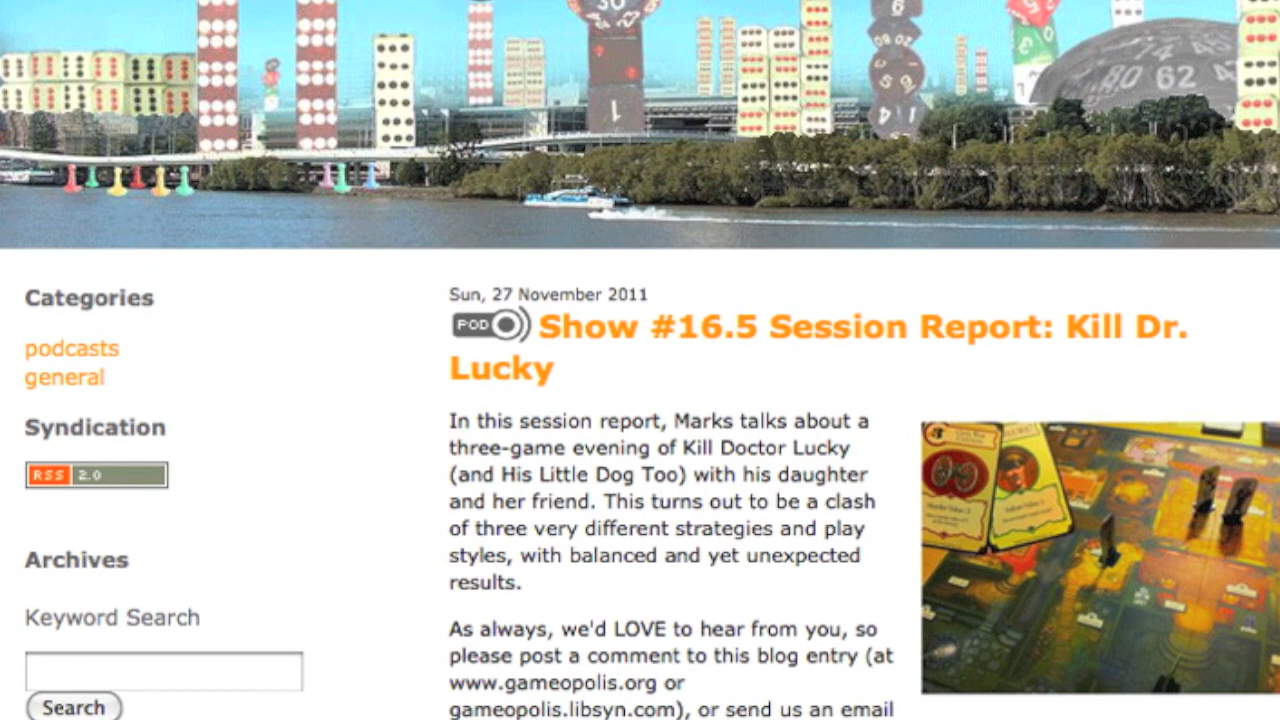 Categories
podcasts
general
Syndication
RSS 2.0
Archives
Keyword Search
Search
Sun, 27 November 2011
POD Show #16.5 Session Report: Kill Dr.
Lucky
In this session report, Marks talks about a
three-game evening of Kill Doctor Lucky
(and His Little Dog Too) with his daughter
and her friend. This turns out to be a clash
of three very different strategies and play
styles, with balanced and yet unexpected
results.
As always, we'd LOVE to hear from you, so
please post a comment to this blog entry (at
www.gameopolis.org or
gameopolis.libsyn.com), or send us an email